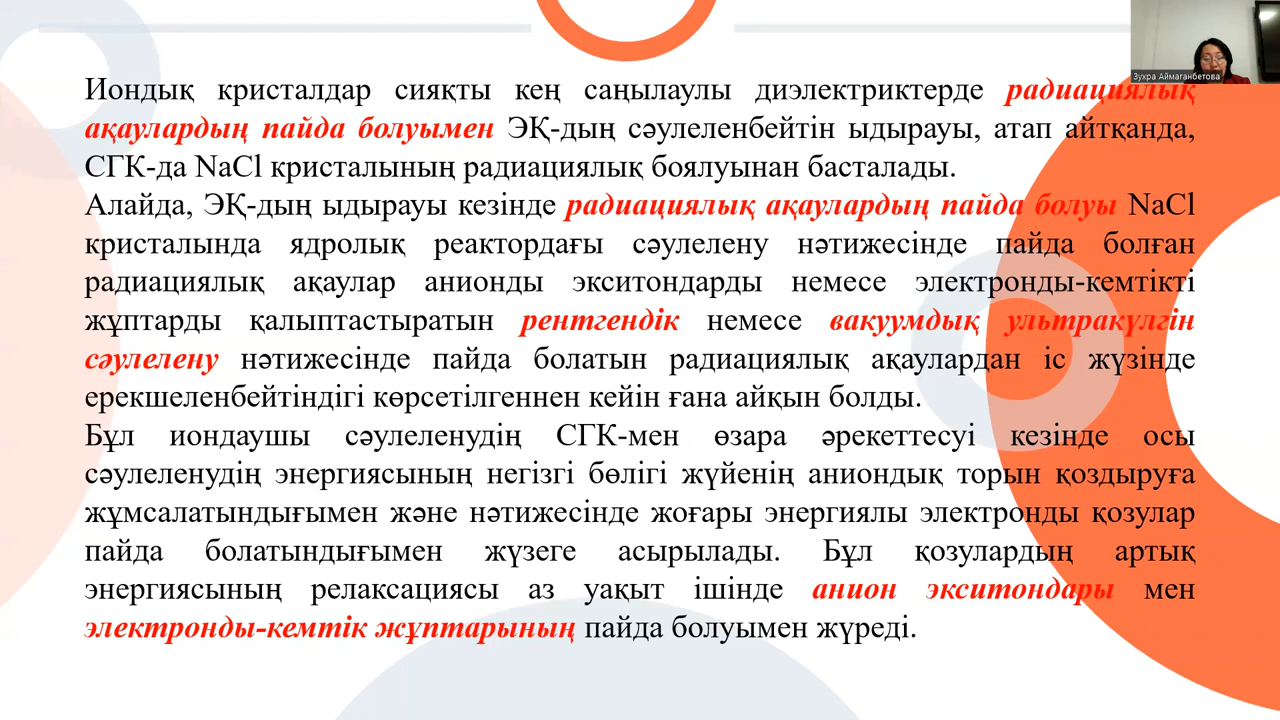 Зухра Аймаганбетова
Иондық кристалдар сияқты кең саңылаулы диэлектриктерде радиациялық
ақаулардың пайда болуымен ЭҚ-дың сәулеленбейтін ыдырауы, атап айтқанда,
СГК-да NaCl кристалының радиациялық боялуынан басталады.
Алайда, ЭҚ-дың ыдырауы кезінде радиациялық ақаулардың пайда болуы NaCl
кристалында ядролық реактордағы сәулелену нәтижесінде пайда болған
радиациялық ақаулар анионды экситондарды немесе электронды-кемтікті
жұптарды қалыптастыратын рентгендік немесе вакуумдық ультракүлгін
сәулелену нәтижесінде пайда болатын радиациялық ақаулардан іс жүзінде
ерекшеленбейтіндігі көрсетілгеннен кейін ғана айқын болды.
Бұл иондаушы сәулеленудің СГК-мен өзара әрекеттесуі кезінде осы
сәулеленудің энергиясының негізгі бөлігі жүйенің аниондық торын қоздыруға
жұмсалатындығымен және нәтижесінде жоғары энергиялы электронды қозулар
пайда болатындығымен жүзеге асырылады. Бұл қозулардың артық
энергиясының релаксациясы аз уақыт ішінде анион экситондары мен
электронды-кемтік жұптарының пайда болуымен жүреді.